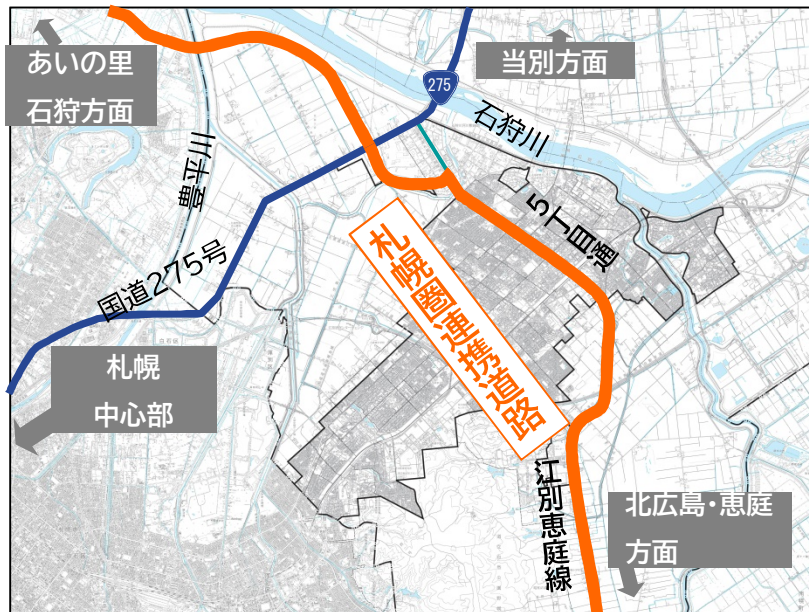 あいの里
石狩方面
275
当別方面
石狩川
豊平川
5丁目通
国道275号
札幌圏連携道路
札幌
中心部
江別恵庭線
北広島・恵庭
方面